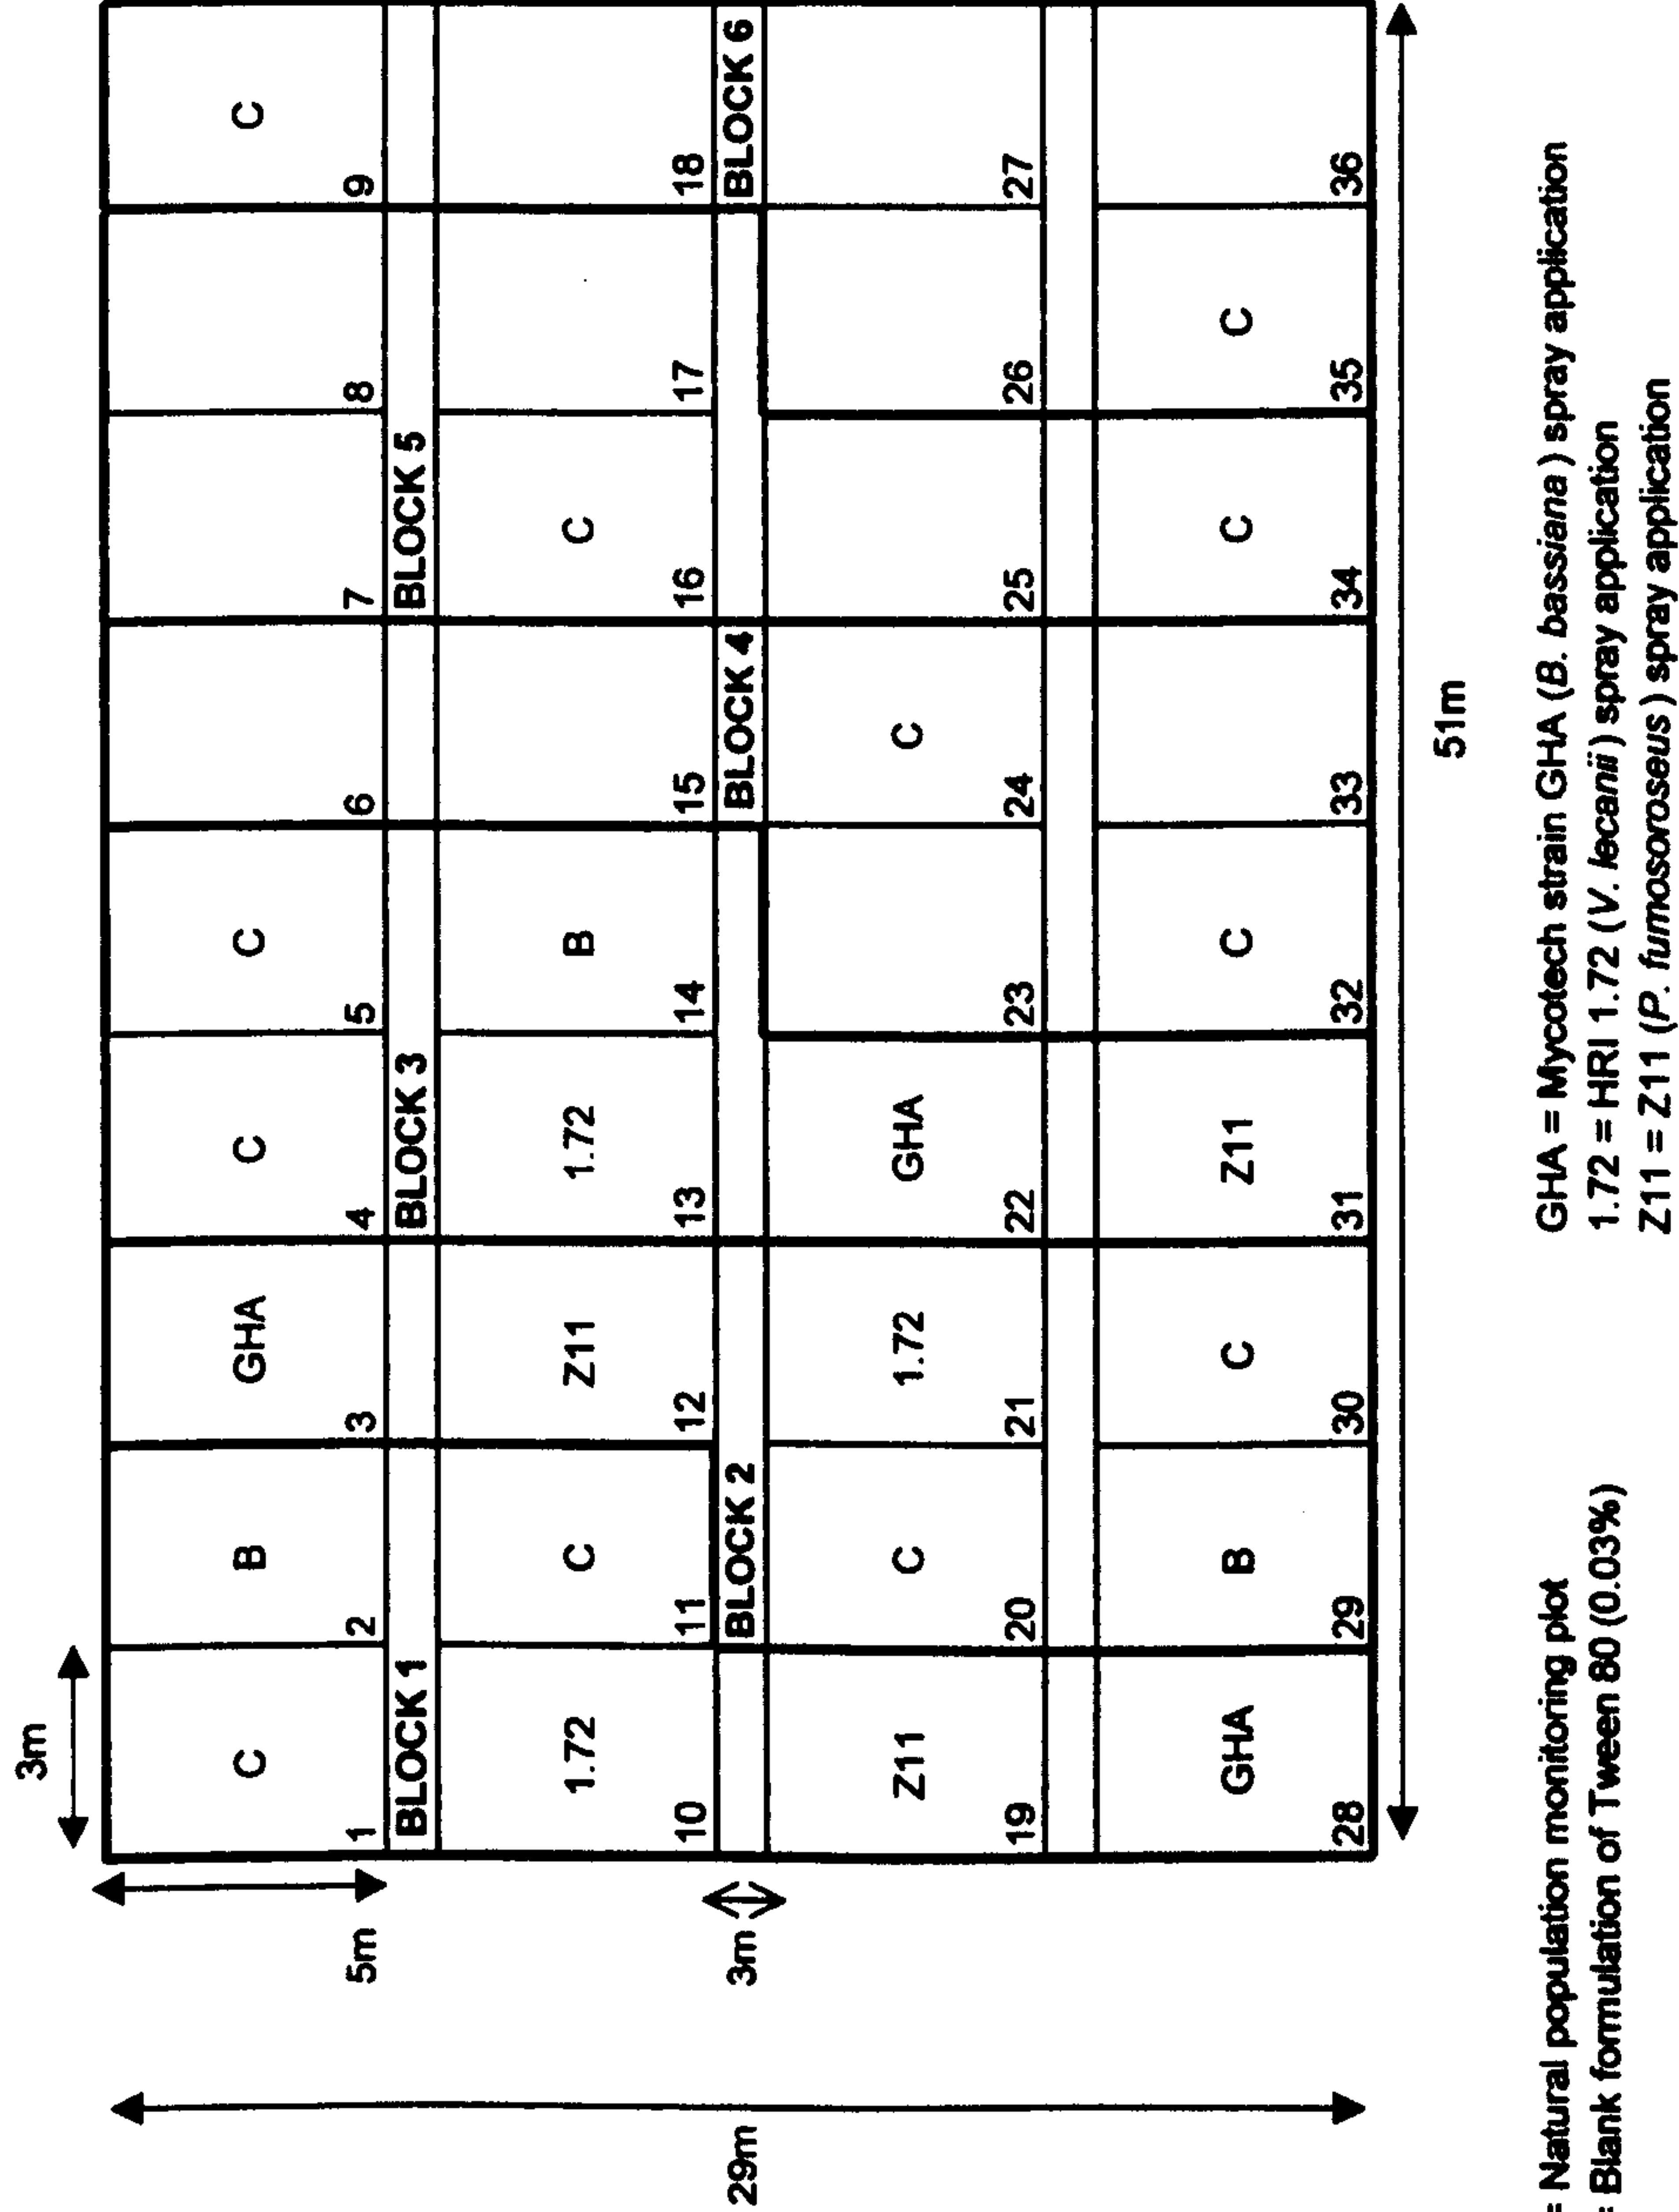 3m
C B GHA C C C
5m 1 2 3 4 5 6 7 8 9
BLOCK 1 BLOCK 3 BLOCK 5
1.72 C Z11 1.72 B C
10 11 12 13 14 15 16 17 18
29m 3m BLOCK 2 BLOCK 4 BLOCK 6
Z11 C 1.72 GHA C
19 20 21 22 23 24 25 26 27
GHA B C Z11 C C C
28 29 30 31 32 33 34 35 36
51m
= Natural population monitoring plot
= Blank formulation of Tween 80 (0.03%)
GHA = Mycotech strain GHA (B. bassiana) spray application
1.72 = HRI 1.72 (V. lecanii) spray application
Z11 = Z11 (P. fumosoroseus) spray application